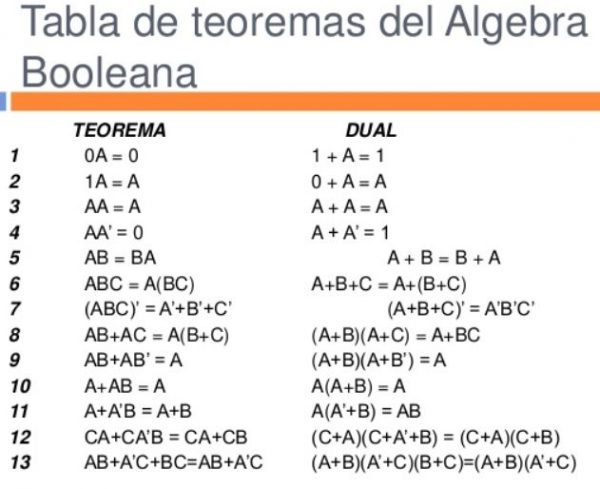 Tabla de teoremas del Algebra
Booleana
TEOREMA DUAL
1 0A = 0 1 + A = 1
2 1A = A 0 + A = A
3 AA = A A + A = A
4 AA' = 0 A + A' = 1
5 AB = BA A + B = B + A
6 ABC = A(BC) A+B+C = A+(B+C)
7 (ABC)' = A'+B'+C' (A+B+C)' = A'B'C'
8 AB+AC = A(B+C) (A+B)(A+C) = A+BC
9 AB+AB' = A (A+B)(A+B') = A
10 A+AB = A A(A+B) = A
11 A+A'B = A+B A(A'+B) = AB
12 CA+CA'B = CA+CB (C+A)(C+A'+B) = (C+A)(C+B)
13 AB+A'C+BC=AB+A'C (A+B)(A'+C)(B+C)=(A+B)(A'+C)